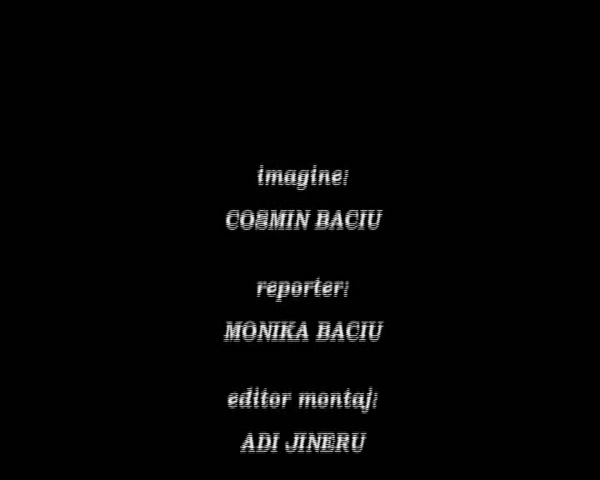 imagine:
COSMIN BACIU
reporter:
MONIKA BACIU
editor montaj:
ADI JINERU